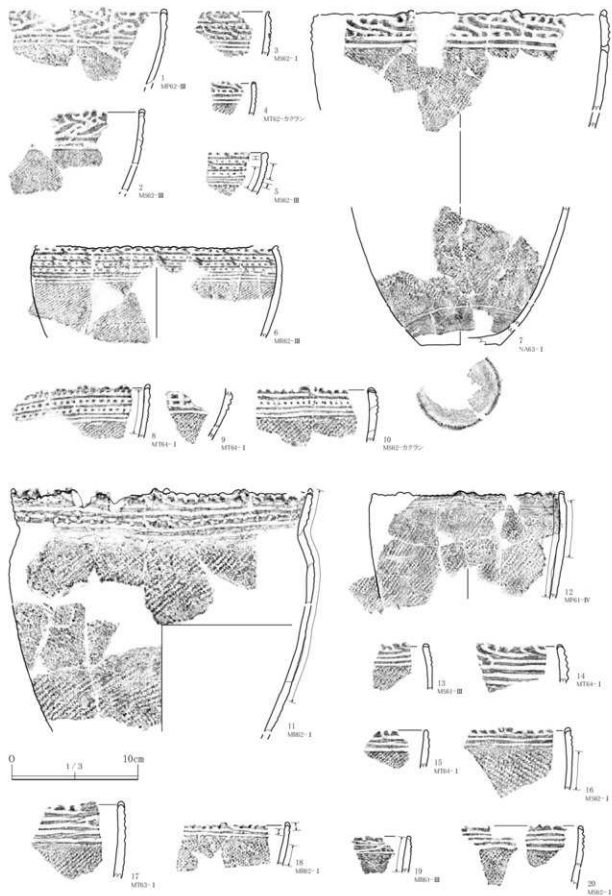 1
MP62-Ⅲ
2
MS62-Ⅲ
3
MS62-Ⅰ
4
MT62-カクラン
5
MS62-Ⅲ
6
MR62-Ⅲ
7
NA63-Ⅰ
8
MT64-Ⅰ
9
MT64-Ⅰ
10
MS62-カクラン
11
MR62-Ⅰ
12
MP61-Ⅳ
13
MS61-Ⅲ
14
MT64-Ⅰ
15
MT64-Ⅰ
16
MS62-Ⅰ
0 1/3 10cm
17
MT63-Ⅰ
18
MR62-Ⅰ
19
MR61-Ⅲ
20
MS62-Ⅰ